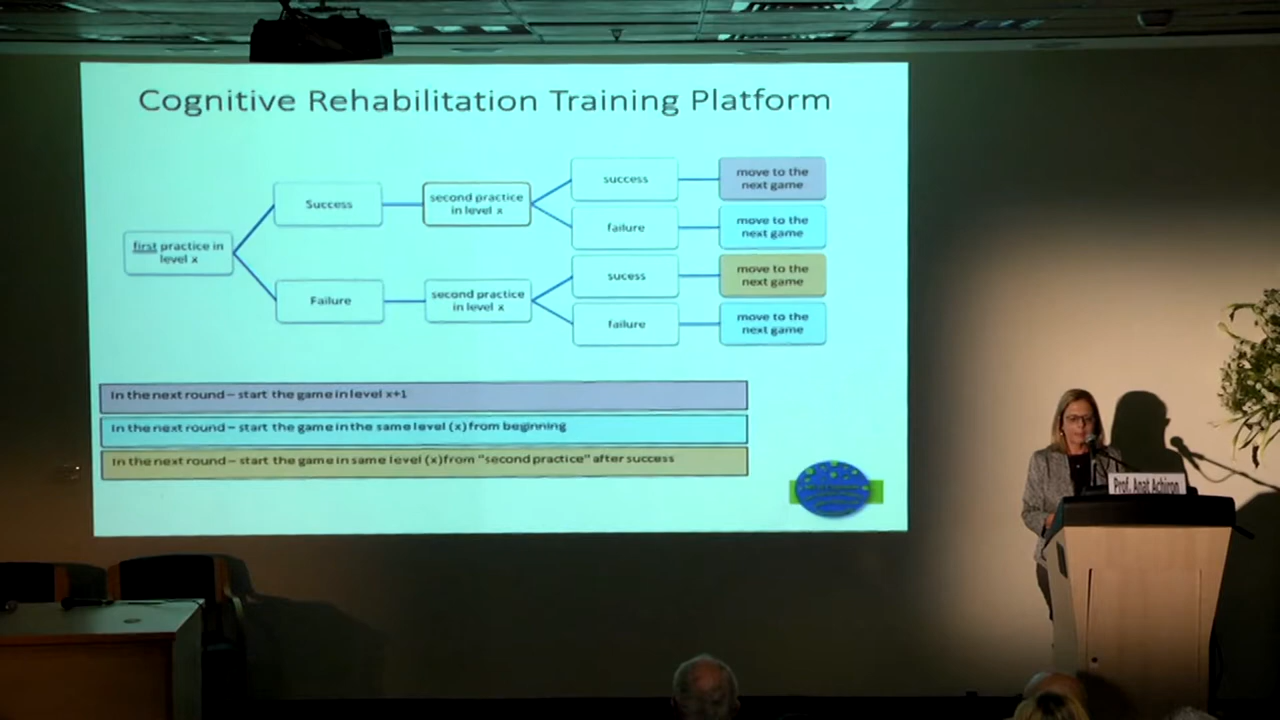 Cognitive Rehabilitation Training Platform
first practice in
level x
Success
second practice
in level x
success
move to the
next game
failure
move to the
next game
Failure
second practice
in level x
sucess
move to the
next game
failure
move to the
next game
In the next round – start the game in level x+1
In the next round – start the game in the same level (x) from beginning
In the next round – start the game in same level (x) from "second practice" after success
Prof. Anat Achiron